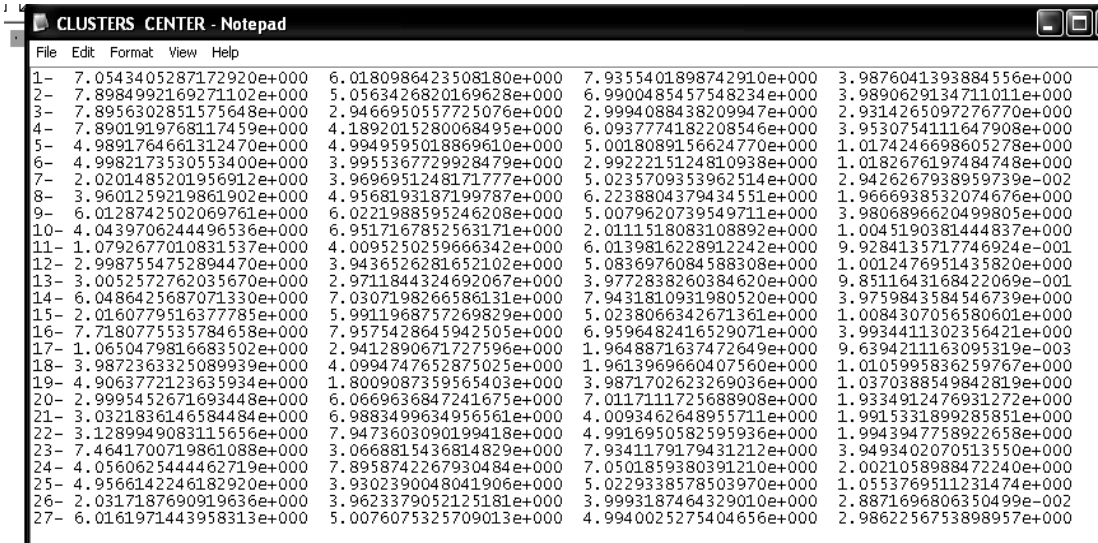 CLUSTERS CENTER - Notepad
File Edit Format View Help
1- 7.0543405287172920e+000 6.0180986423508180e+000 7.9355401898742910e+000 3.9876041393884556e+000
2- 7.8984992169271102e+000 5.0563426820169628e+000 6.9900485457548234e+000 3.9890629134711011e+000
3- 7.8956302851575648e+000 2.9466950557725076e+000 2.9994088438209947e+000 2.9314265097276770e+000
4- 7.8901919768117459e+000 4.1892015280068495e+000 6.0937774182208546e+000 3.9530754111647908e+000
5- 4.9891764661312470e+000 4.9949595018869610e+000 5.0018089156624770e+000 1.0174246698605278e+000
6- 4.9982173530553400e+000 3.9955367729928479e+000 2.9922215124810938e+000 1.0182676197484748e+000
7- 2.0201485201956912e+000 3.9696951248171777e+000 5.0235709353962514e+000 2.9426267938959739e-002
8- 3.9601259219861902e+000 4.9568193187199787e+000 6.2238804379434551e+000 1.9666938532074676e+000
9- 6.0128742502069761e+000 6.0221988595246208e+000 5.0079620739549711e+000 3.9806896620499805e+000
10- 4.0439706244496536e+000 6.9517167852563171e+000 2.0111518083108892e+000 1.0045190381444837e+000
11- 1.0792677010831537e+000 4.0095250259666342e+000 6.0139816228912242e+000 9.9284135717746924e-001
12- 2.9987554752894470e+000 3.9436526281652102e+000 5.0836976084588308e+000 1.0012476951435820e+000
13- 3.0052572762035670e+000 2.9711844324692067e+000 3.9772838260384620e+000 9.8511643168422069e-001
14- 6.0486425687071330e+000 7.0307198266586131e+000 7.9431810931980520e+000 3.9759843584546739e+000
15- 2.0160779516377785e+000 5.9911968757269829e+000 5.0238066342671361e+000 1.0084307056580601e+000
16- 7.7180775535784658e+000 7.9575428645942505e+000 6.9596482416529071e+000 3.9934411302356421e+000
17- 1.0650479816683502e+000 2.9412890671727596e+000 1.9648871637472649e+000 9.6394211163095319e-003
18- 3.9872363325089939e+000 4.0994747652875025e+000 1.9613969660407560e+000 1.0105995836259767e+000
19- 4.9063772123635934e+000 1.8009087359565403e+000 3.9871702623269036e+000 1.0370388549842819e+000
20- 2.9995452671693448e+000 6.0669636847241675e+000 7.0117111725688908e+000 1.9334912476931272e+000
21- 3.0321836146584484e+000 6.9883499634956561e+000 4.0093462648955711e+000 1.9915331899285851e+000
22- 3.1289949083115656e+000 7.9473603090199418e+000 4.9916950582595936e+000 1.9943947758922658e+000
23- 7.4641700719861088e+000 3.0668815436814829e+000 7.9341179179431212e+000 3.9493402070513550e+000
24- 4.0560625444462719e+000 7.8958742267930484e+000 7.0501859380391210e+000 2.0021058988472240e+000
25- 4.9566142246182920e+000 3.9302390048041906e+000 5.0229338578503970e+000 1.0553769511231474e+000
26- 2.0317187690919636e+000 3.9623379052125181e+000 3.9993187464329010e+000 2.8871696806350499e-002
27- 6.0161971443958313e+000 5.0076075325709013e+000 4.9940025275404656e+000 2.9862256753898957e+000